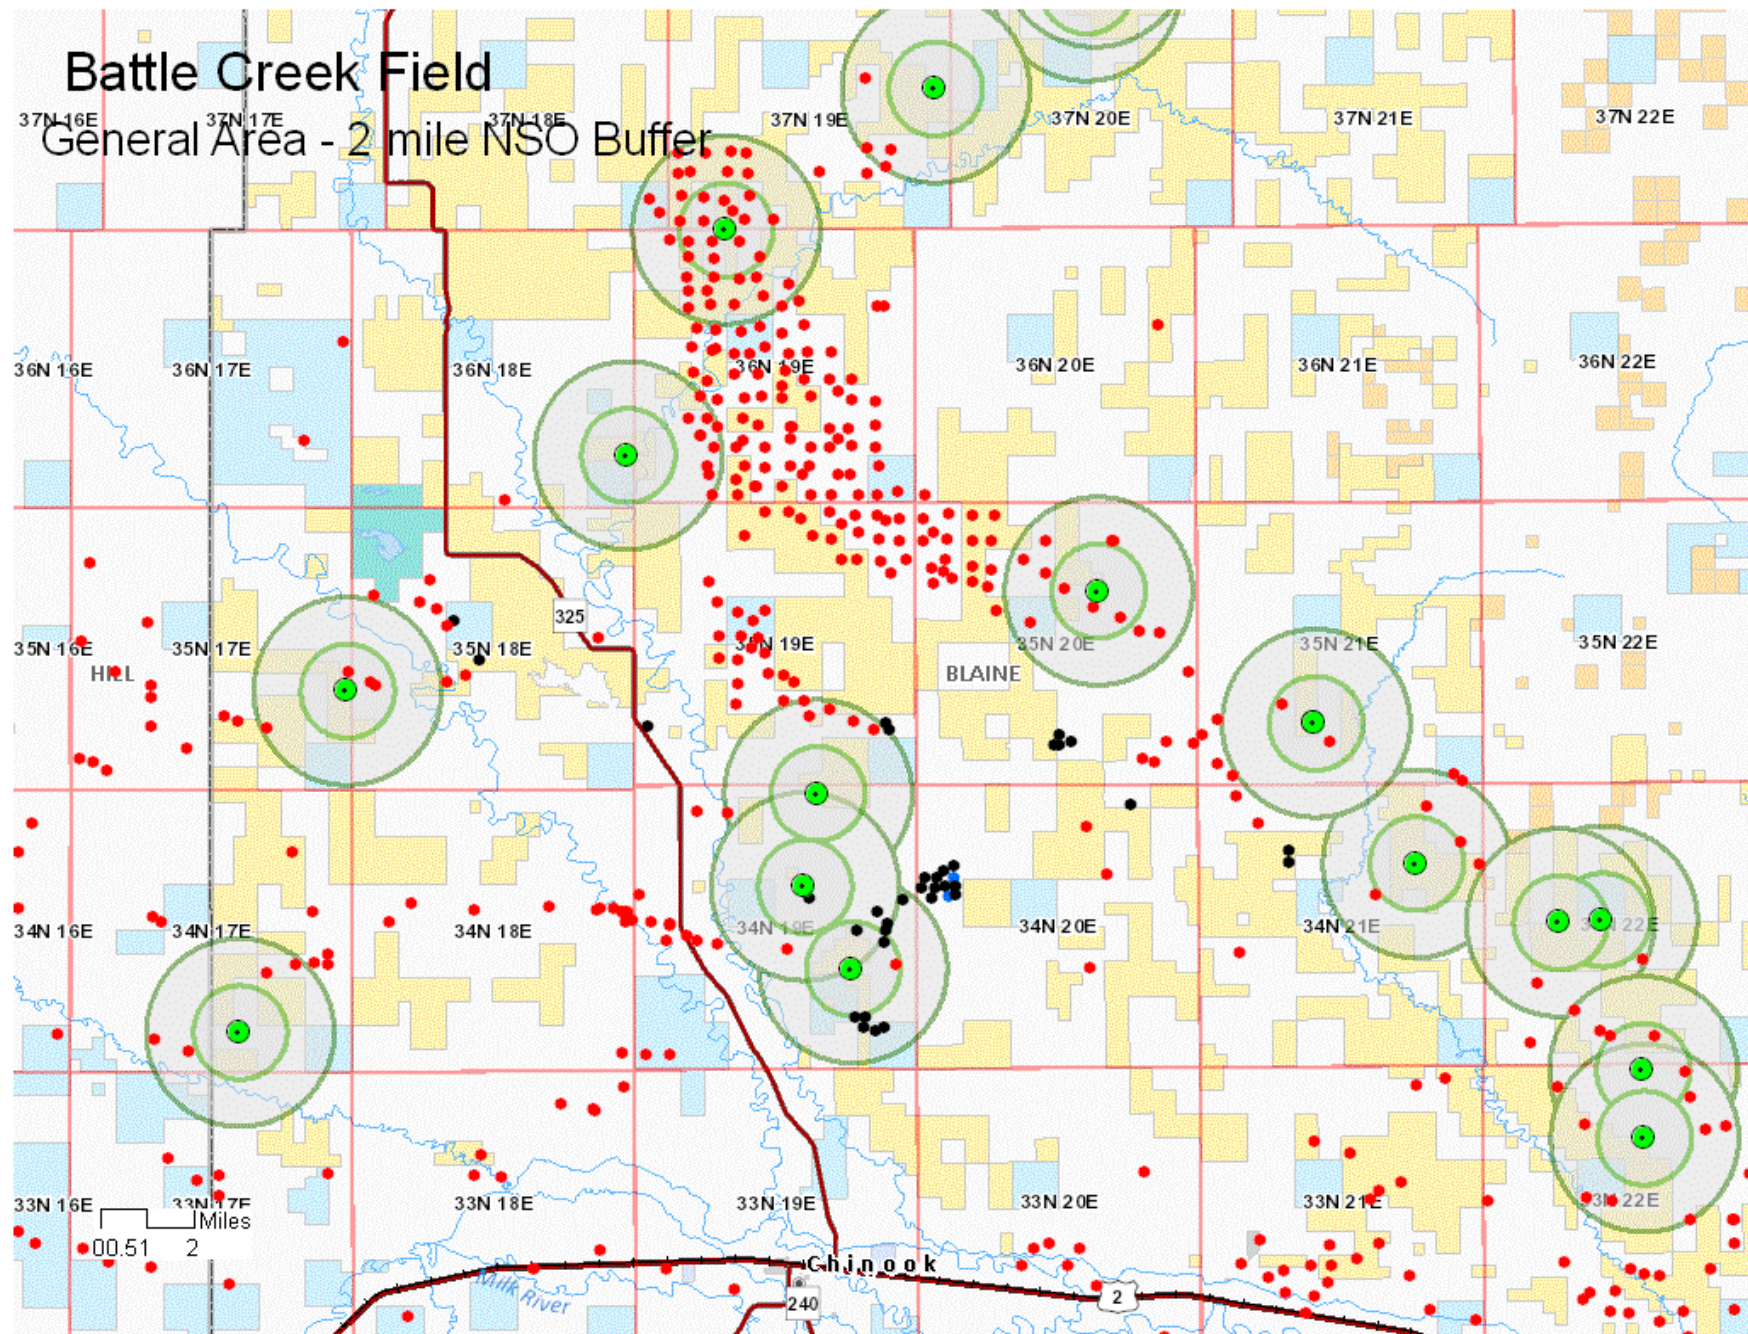 Battle Creek Field
37N 16E 37N 17E 37N 18E 37N 19E 37N 20E 37N 21E 37N 22E
General Area - 2 mile NSO Buffer
36N 16E 36N 17E 36N 18E 36N 19E 36N 20E 36N 21E 36N 22E
325
35N 16E 35N 17E 35N 18E 35N 19E 35N 20E 35N 21E 35N 22E
HILL BLAINE
34N 16E 34N 17E 34N 18E 34N 19E 34N 20E 34N 21E 34N 22E
33N 16E 33N 17E 33N 18E 33N 19E 33N 20E 33N 21E 33N 22E
Miles
00.51 2
Chinook
Milk River
240
2